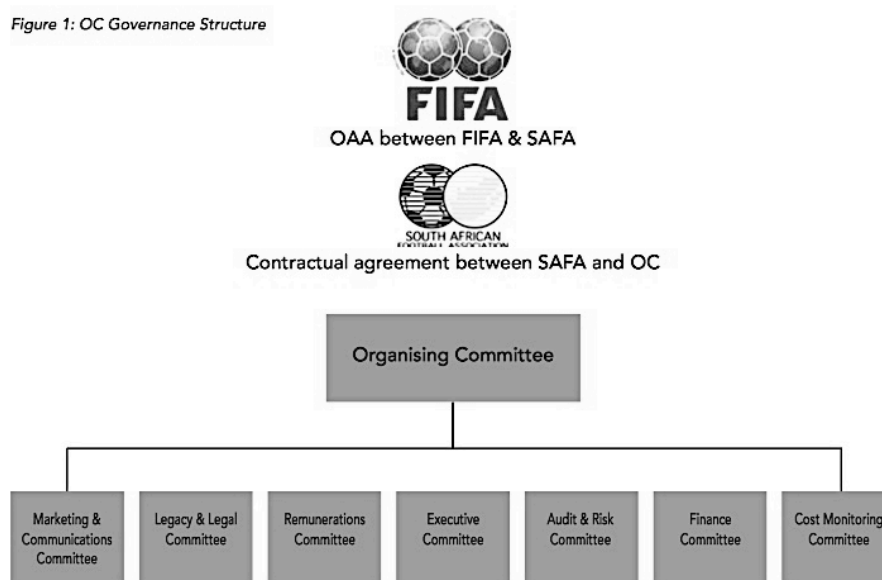 Figure 1: OC Governance Structure
FIFA
OAA between FIFA & SAFA
SOUTH AFRICAN
FOOTBALL ASSOCIATION
Contractual agreement between SAFA and OC
Organising Committee
Marketing &
Communications
Committee
Legacy & Legal
Committee
Remunerations
Committee
Executive
Committee
Audit & Risk
Committee
Finance
Committee
Cost Monitoring
Committee